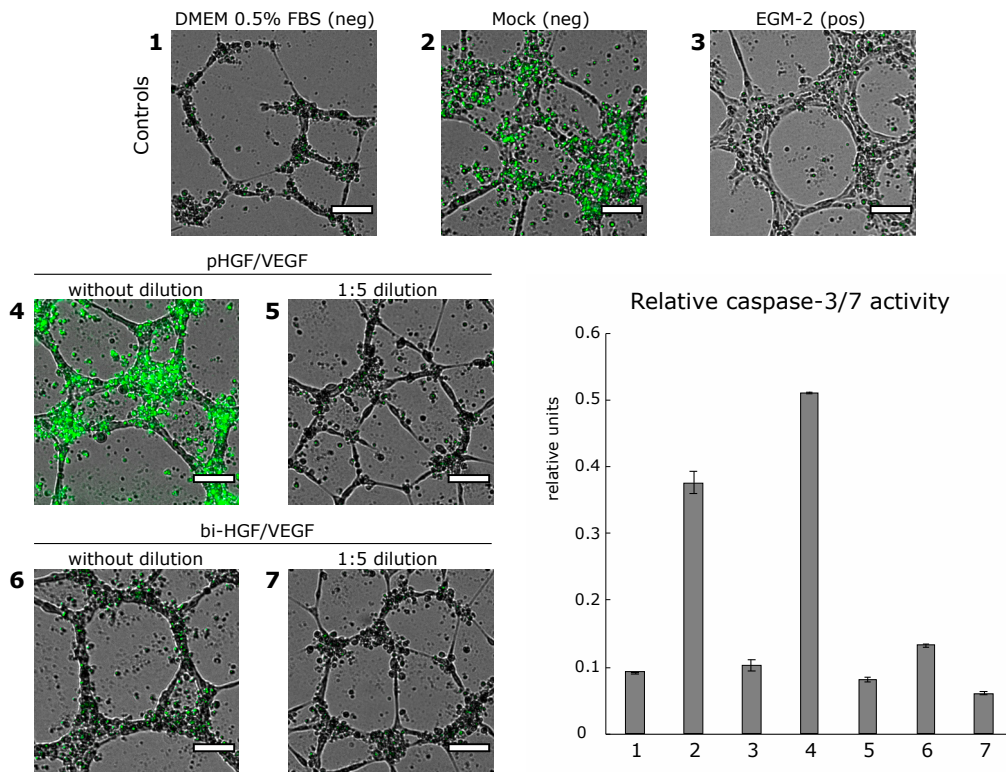 DMEM 0.5% FBS (neg)
Mock (neg)
EGM-2 (pos)
1
2
3
Controls
pHGF/VEGF
without dilution
1:5 dilution
4
5
bi-HGF/VEGF
without dilution
1:5 dilution
6
7
Relative caspase-3/7 activity
relative units
0.6
0.5
0.4
0.3
0.2
0.1
0
1 2 3 4 5 6 7